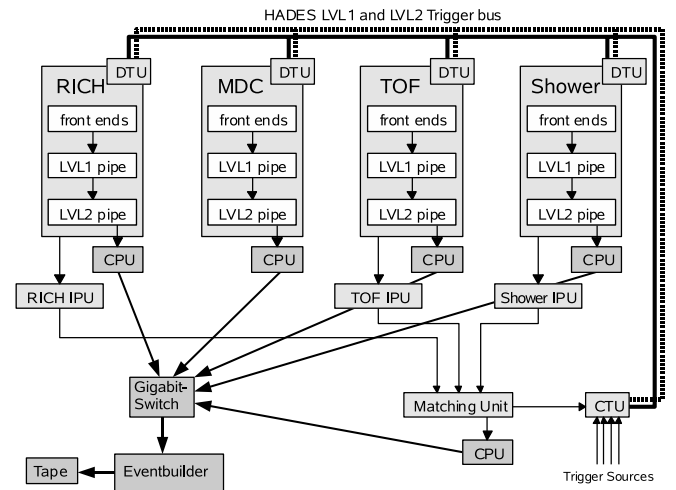 HADES LVL1 and LVL2 Trigger bus
DTU
DTU
DTU
DTU
RICH
MDC
TOF
Shower
front ends
front ends
front ends
front ends
LVL1 pipe
LVL1 pipe
LVL1 pipe
LVL1 pipe
LVL2 pipe
LVL2 pipe
LVL2 pipe
LVL2 pipe
CPU
CPU
CPU
CPU
RICH IPU
TOF IPU
Shower IPU
Gigabit-
Switch
Matching Unit
CTU
CPU
Tape
Eventbuilder
Trigger Sources